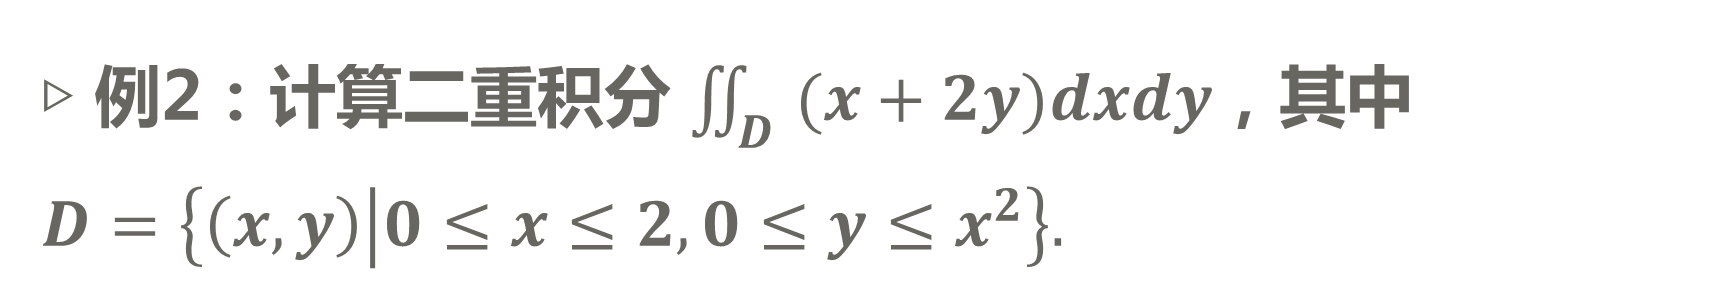 ▷ 例2：计算二重积分 ∬_D (x + 2y)dxdy，其中
D = {(x, y)|0 ≤ x ≤ 2, 0 ≤ y ≤ x²}.